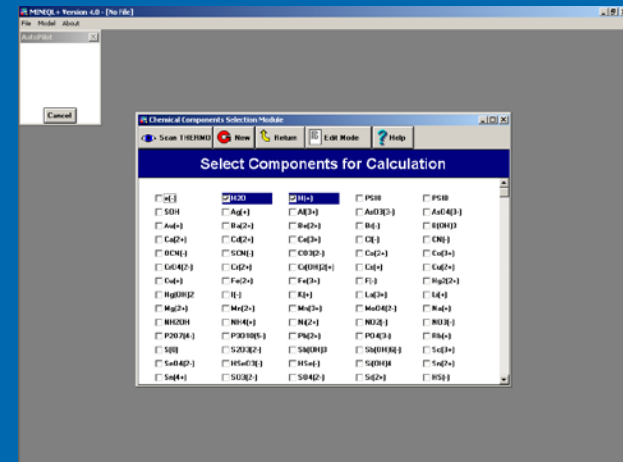 MINEQL+ Version 4.0 - [No File]
File Model About
AutoPilot
Cancel
Chemical Components Selection Module
Scan THERMO New Return Edit Mode Help
Select Components for Calculation
e(-) H2O H(+) PSI0 PSI0
SOH Ag(+) Al(3+) AsO3(3-) AsO4(3-)
Au(+) Ba(2+) Be(2+) Br(-) B(OH)3
Ca(2+) Cd(2+) Ce(3+) Cl(-) CN(-)
OCN(-) SCN(-) CO3(2-) Co(2+) Co(3+)
CrO4(2-) Cr(2+) Cr(OH)2(+) Cs(+) Cu(2+)
Cu(+) Fe(2+) Fe(3+) F(-) Hg2(2+)
Hg(OH)2 I(-) K(+) La(3+) Li(+)
Mg(2+) Mn(2+) Mn(3+) MoO4(2-) Na(+)
NH2OH NH4(+) Ni(2+) NO2(-) NO3(-)
P2O7(4-) P3O10(5-) Pb(2+) PO4(3-) Rb(+)
S(0) S2O3(2-) Sb(OH)3 Sb(OH)6(-) Sc(3+)
SeO4(2-) HSeO3(-) HSe(-) Si(OH)4 Sn(2+)
Sn(4+) SO3(2-) SO4(2-) Sr(2+) HS(-)